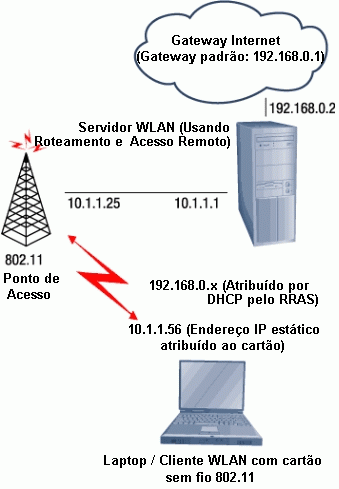 Gateway Internet
(Gateway padrão: 192.168.0.1)
192.168.0.2
Servidor WLAN (Usando
Roteamento e Acesso Remoto)
10.1.1.25
10.1.1.1
802.11
Ponto de
Acesso
192.168.0.x (Atribuído por
DHCP pelo RRAS)
10.1.1.56 (Endereço IP estático
atribuído ao cartão)
Laptop / Cliente WLAN com cartão
sem fio 802.11